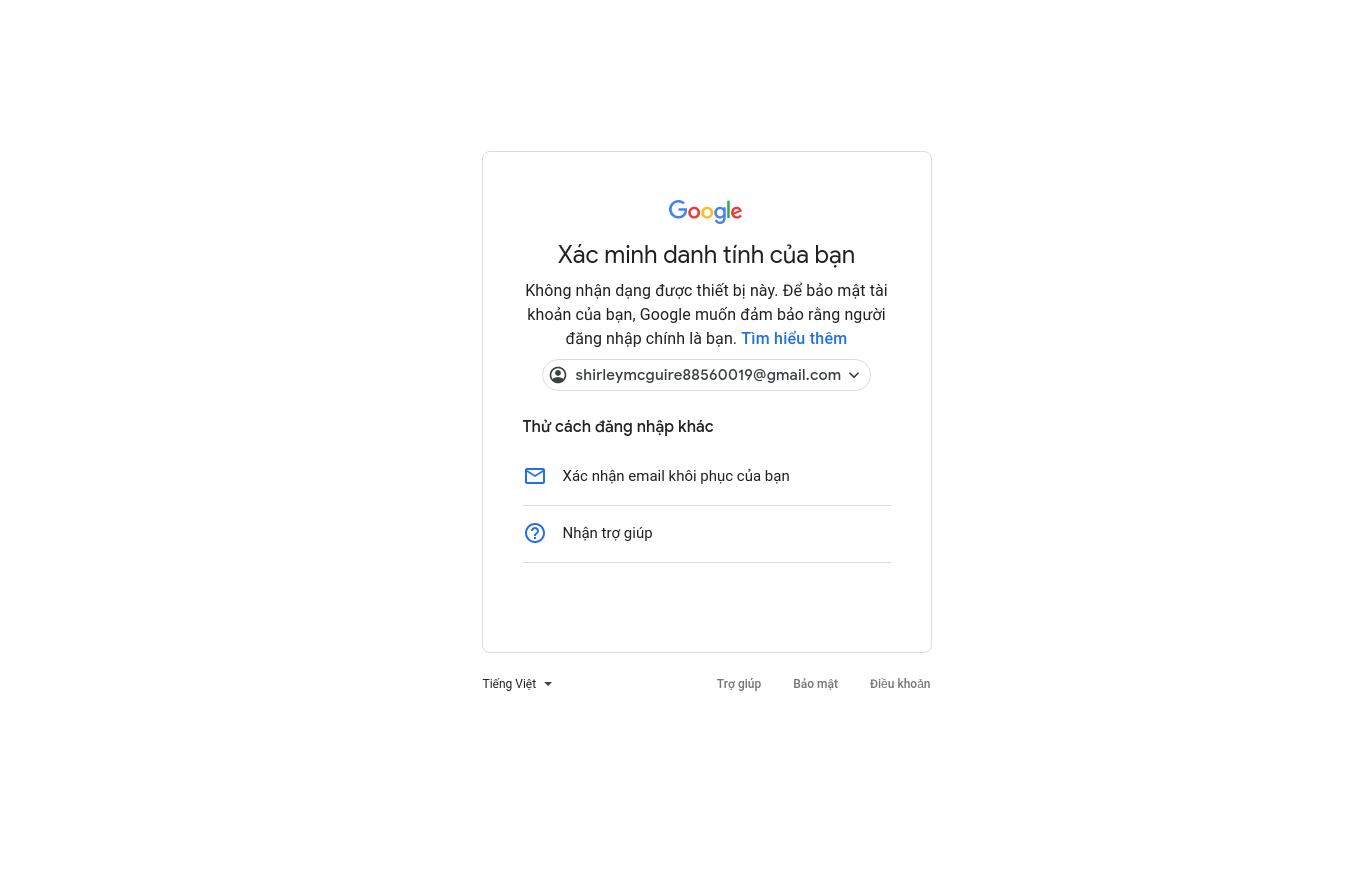 Google
Xác minh danh tính của bạn
Không nhận dạng được thiết bị này. Để bảo mật tài
khoản của bạn, Google muốn đảm bảo rằng người
đăng nhập chính là bạn. Tìm hiểu thêm
shirleymcguire88560019@gmail.com
Thử cách đăng nhập khác
Xác nhận email khôi phục của bạn
Nhận trợ giúp
Tiếng Việt
Trợ giúp
Bảo mật
Điều khoản